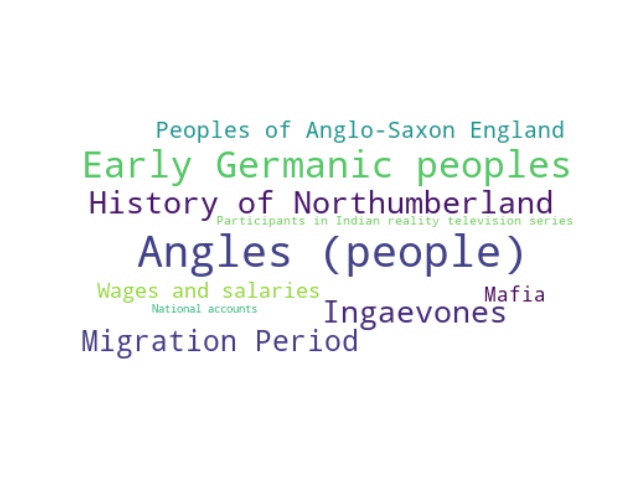 Peoples of Anglo-Saxon England
Early Germanic peoples
History of Northumberland
Participants in Indian reality television series
Angles (people)
Wages and salaries
Mafia
National accounts
Ingaevones
Migration Period